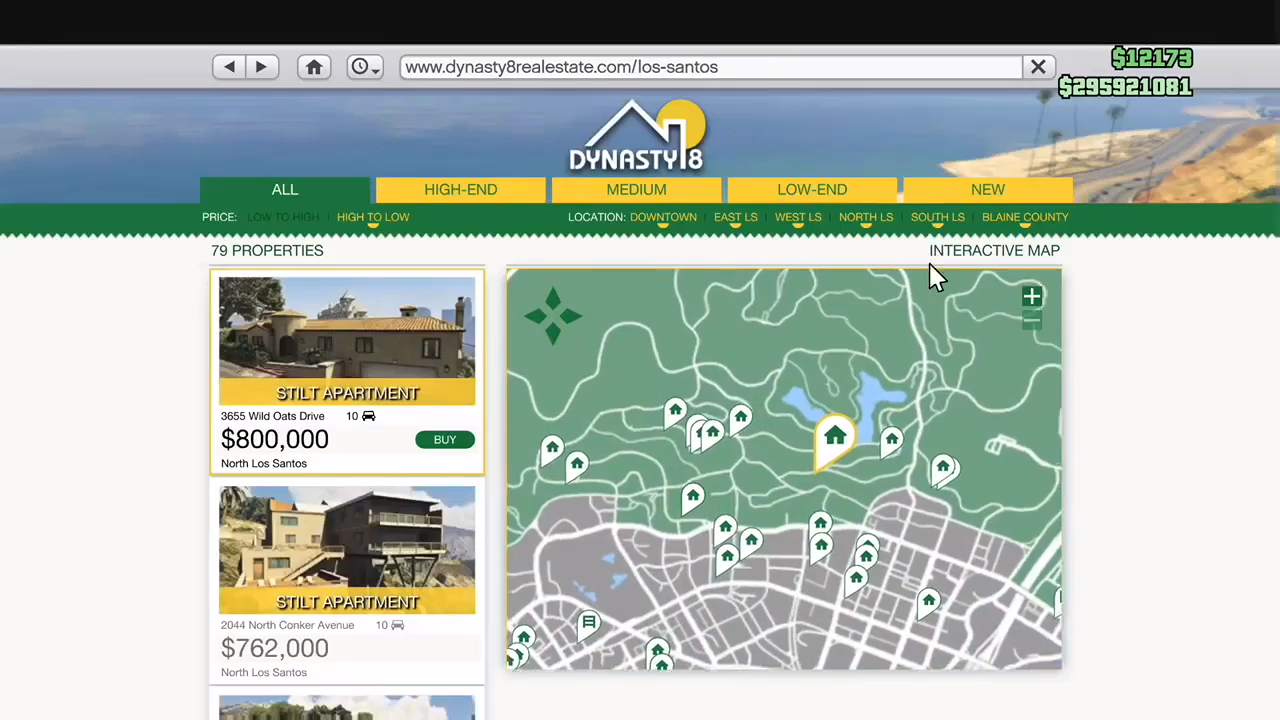 $12173
www.dynasty8realestate.com/los-santos
$295921081
DYNASTY8
ALL HIGH-END MEDIUM LOW-END NEW
PRICE: LOW TO HIGH HIGH TO LOW LOCATION: DOWNTOWN EAST LS WEST LS NORTH LS SOUTH LS BLAINE COUNTY
79 PROPERTIES INTERACTIVE MAP
STILT APARTMENT
3655 Wild Oats Drive 10
$800,000 BUY
North Los Santos
STILT APARTMENT
2044 North Conker Avenue 10
$762,000
North Los Santos